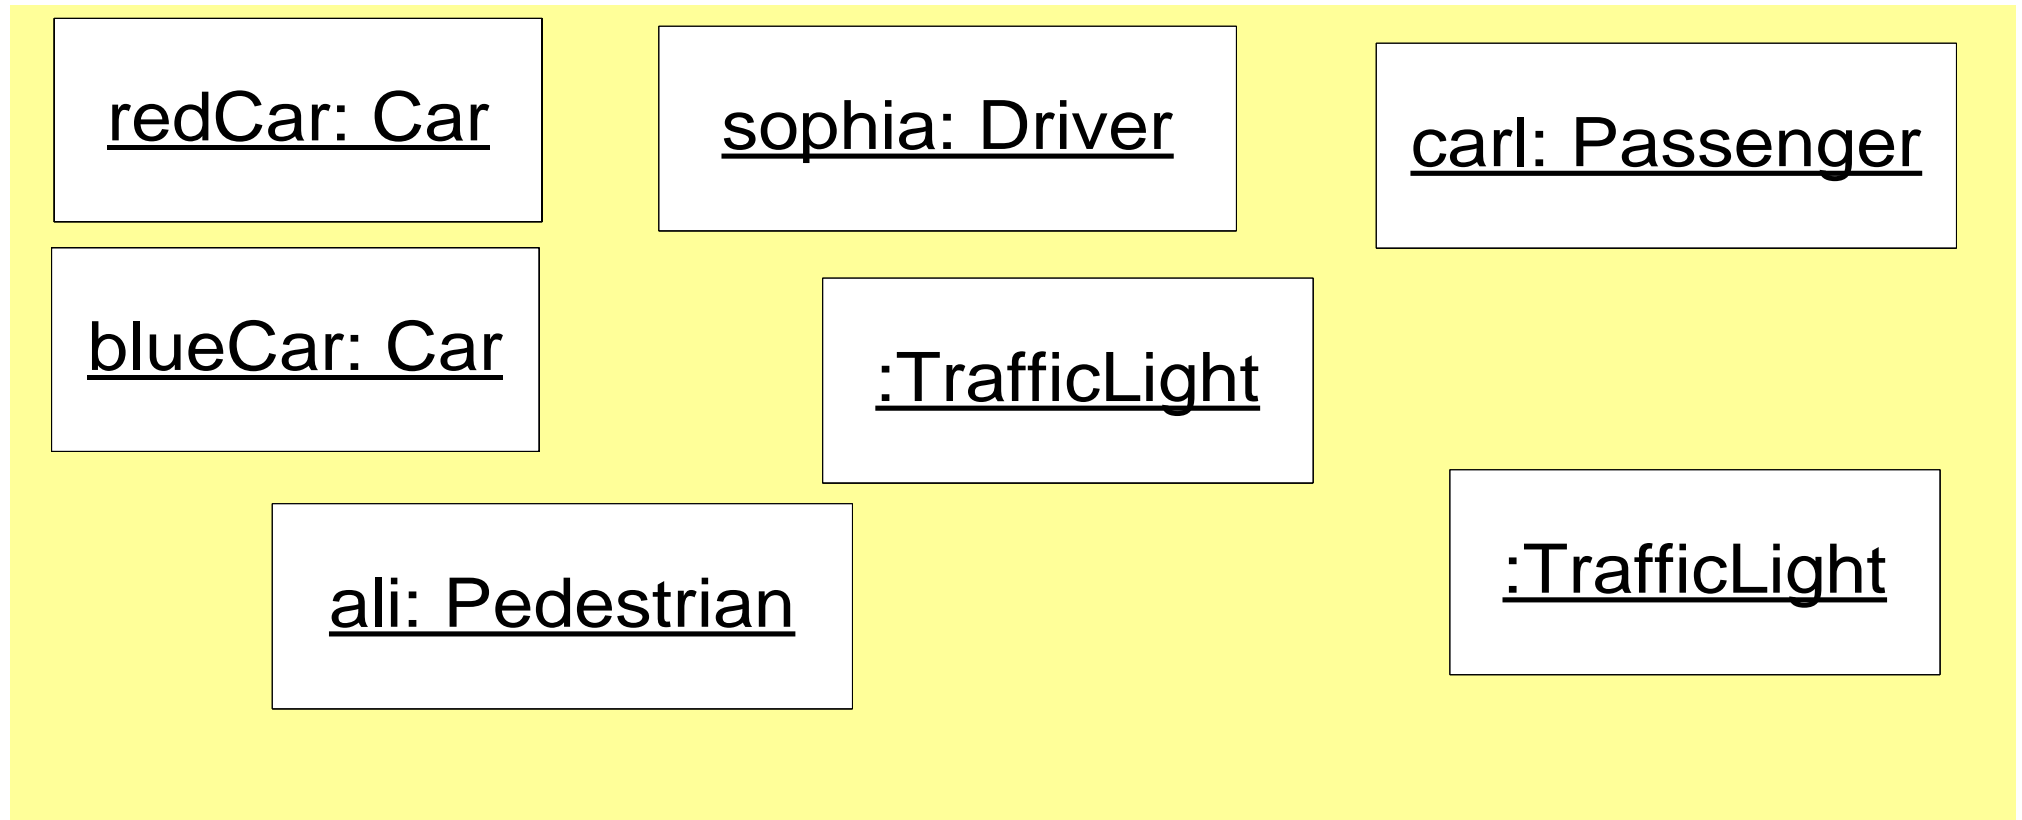 redCar: Car
sophia: Driver
carl: Passenger
blueCar: Car
:TrafficLight
:TrafficLight
ali: Pedestrian